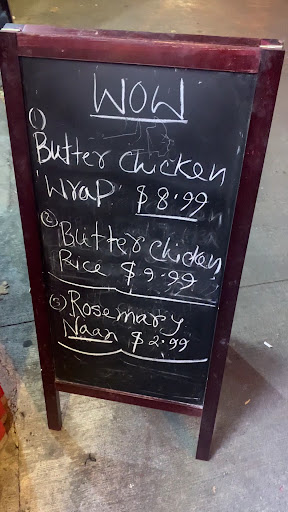 WOW
1)
Butter chicken
Wrap $8.99
2) Butter chicken
Rice $9.99
3) Rosemary
Naan $2.99